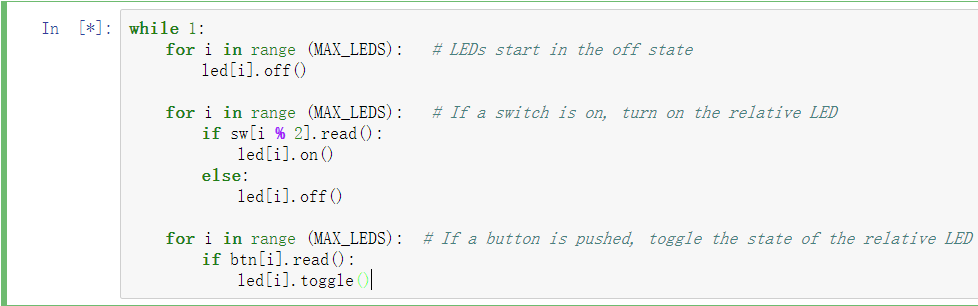 In [*]: while 1:
    for i in range (MAX_LEDS):   # LEDs start in the off state
        led[i].off()
    for i in range (MAX_LEDS):   # If a switch is on, turn on the relative LED
        if sw[i % 2].read():
            led[i].on()
        else:
            led[i].off()
    for i in range (MAX_LEDS):  # If a button is pushed, toggle the state of the relative LED
        if btn[i].read():
            led[i].toggle()